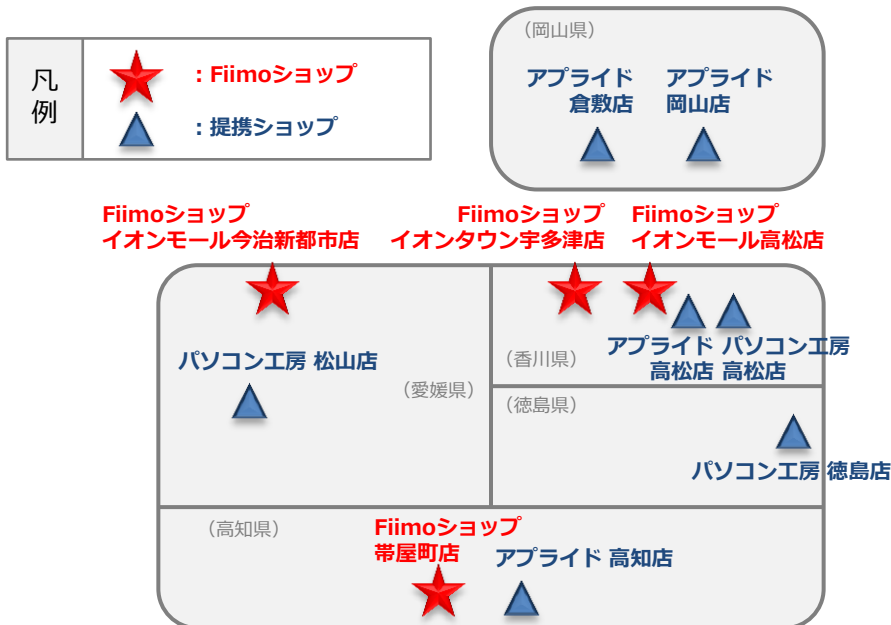 凡
例
：Fiimoショップ
：提携ショップ
（岡山県）
アプライド
倉敷店
アプライド
岡山店
Fiimoショップ
イオンモール今治新都市店
Fiimoショップ
イオンタウン宇多津店
Fiimoショップ
イオンモール高松店
パソコン工房 松山店
（愛媛県）
（香川県）
アプライド
高松店
パソコン工房
高松店
（徳島県）
パソコン工房 徳島店
（高知県）
Fiimoショップ
帯屋町店
アプライド 高知店